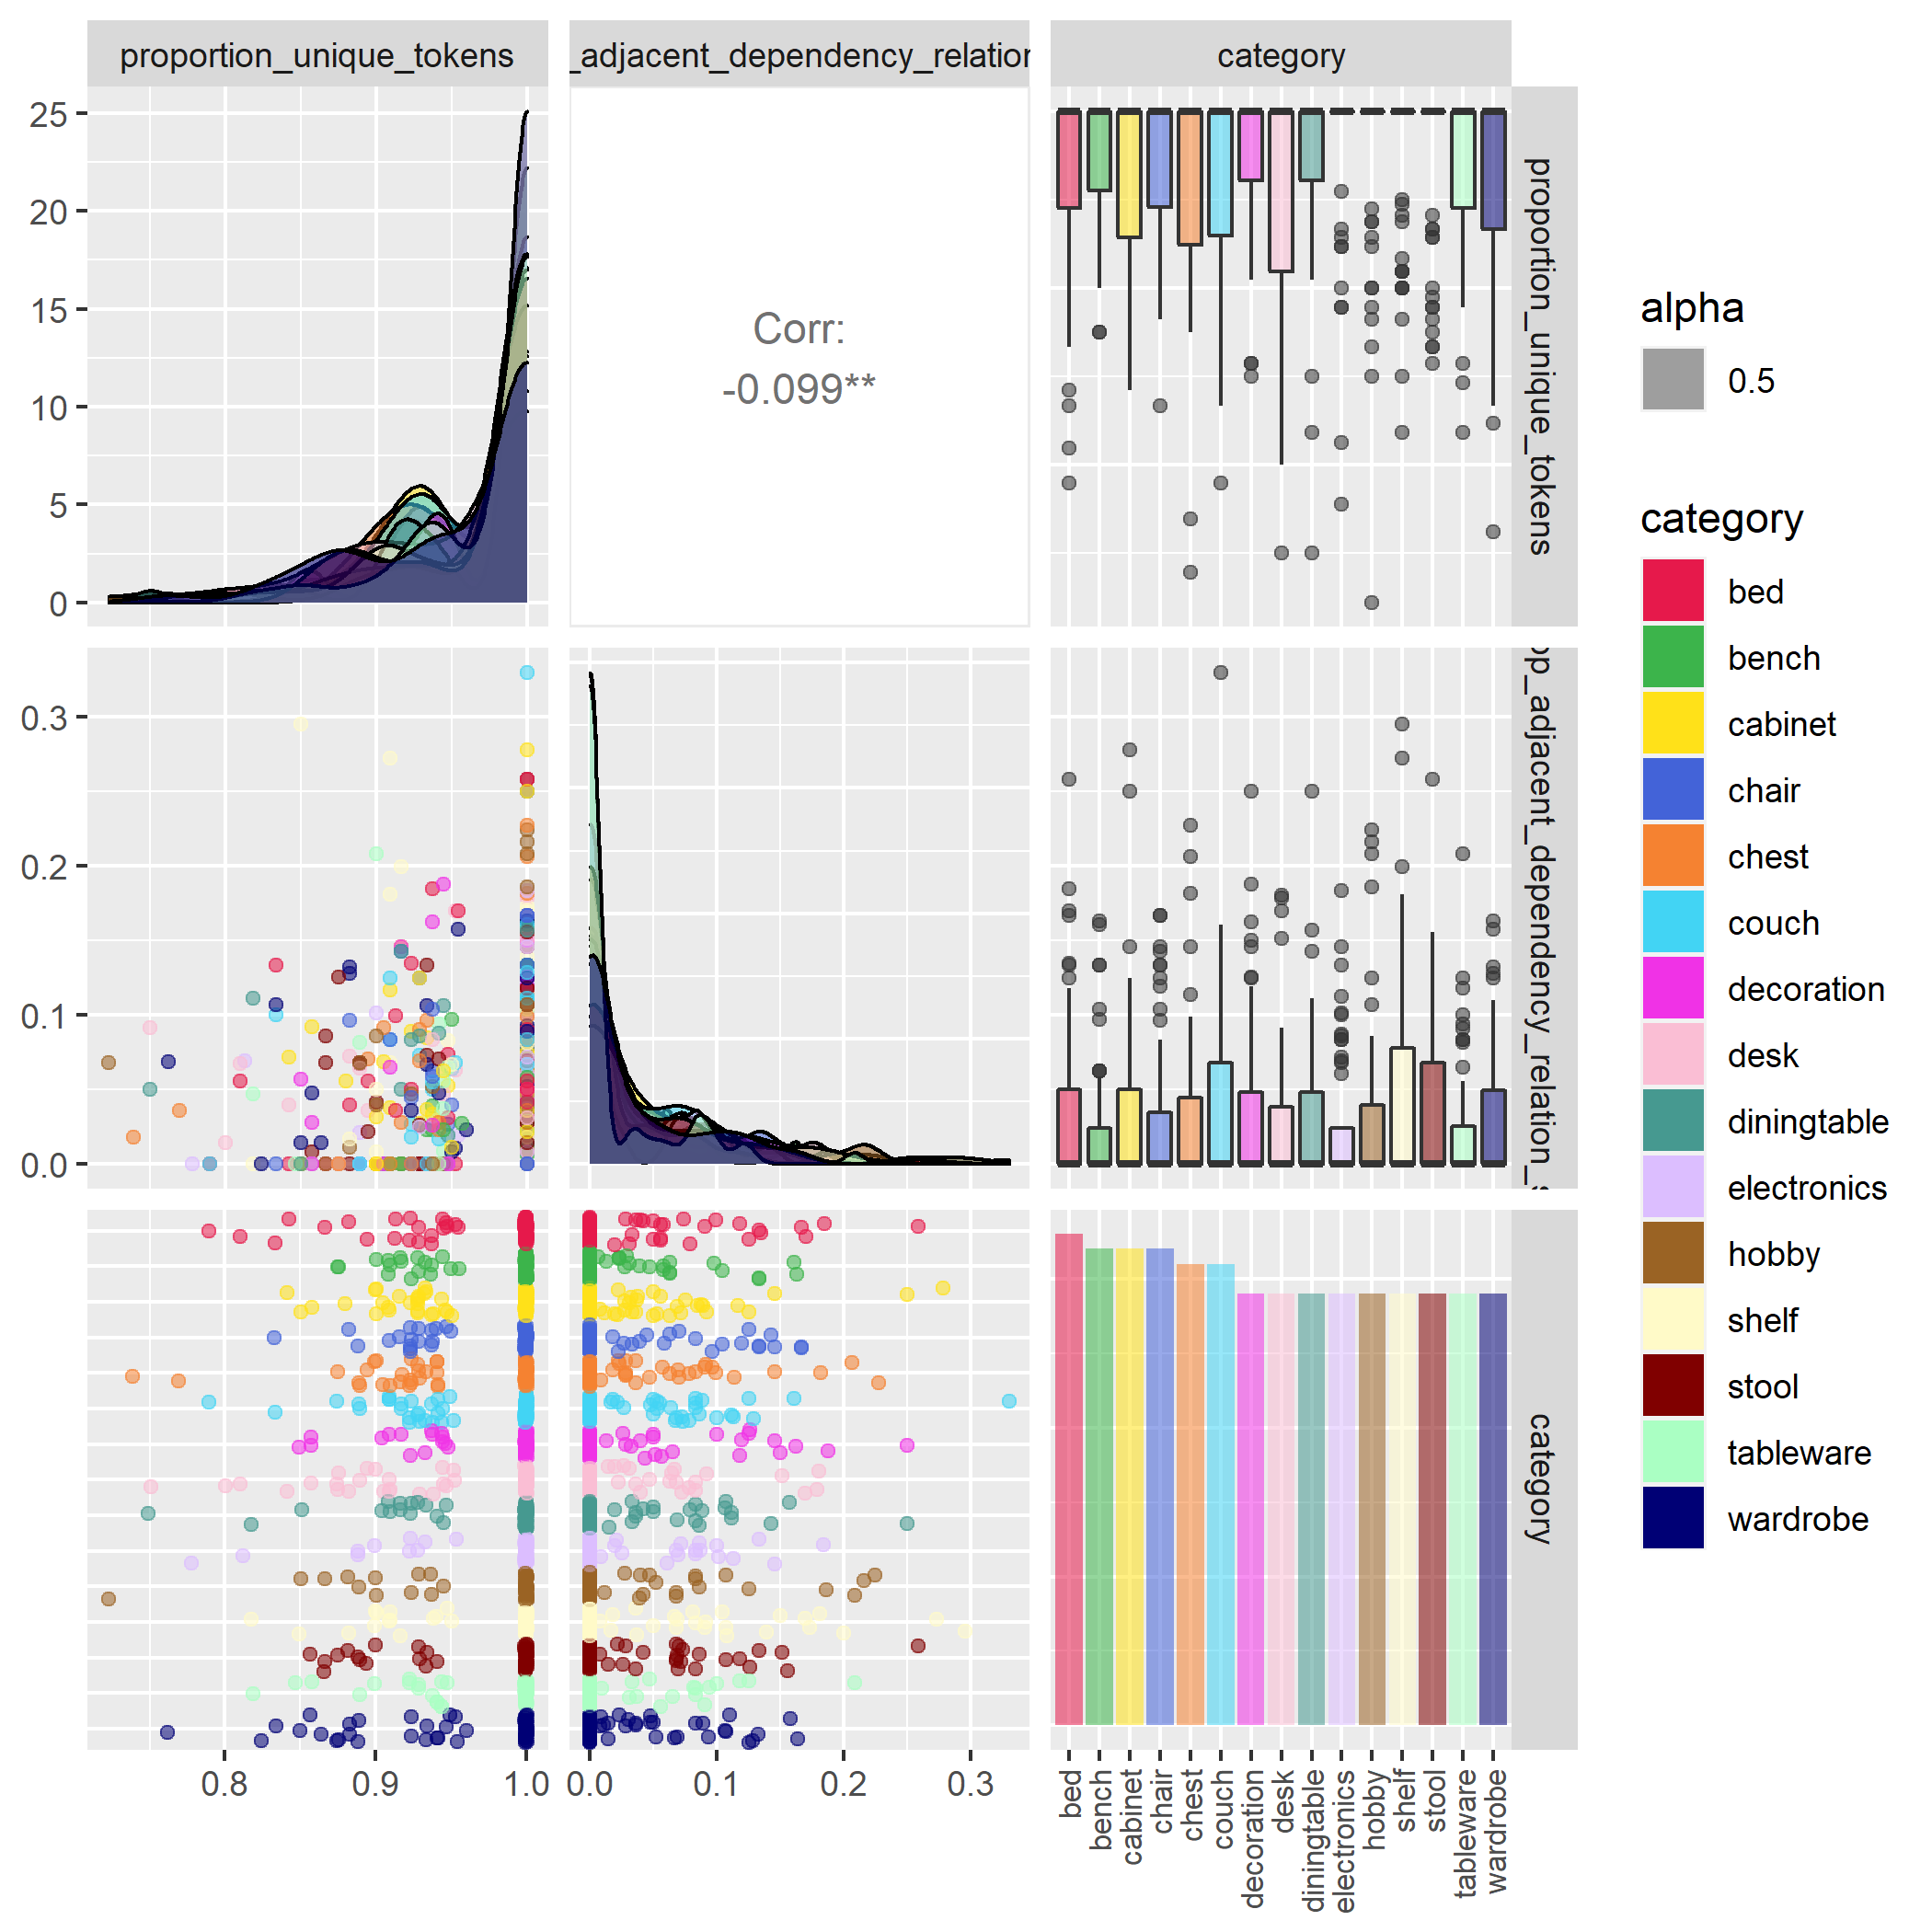 proportion_unique_tokens
_adjacent_dependency_relation
category
25
20
15
10
5
0
Corr:
-0.099**
proportion_unique_tokens
0.3
0.2
0.1
0.0
op_adjacent_dependency_relation_s
category
0.8
0.9
1.0
0.0
0.1
0.2
0.3
bed
bench
cabinet
chair
chest
couch
decoration
desk
diningtable
electronics
hobby
shelf
stool
tableware
wardrobe
alpha
0.5
category
bed
bench
cabinet
chair
chest
couch
decoration
desk
diningtable
electronics
hobby
shelf
stool
tableware
wardrobe